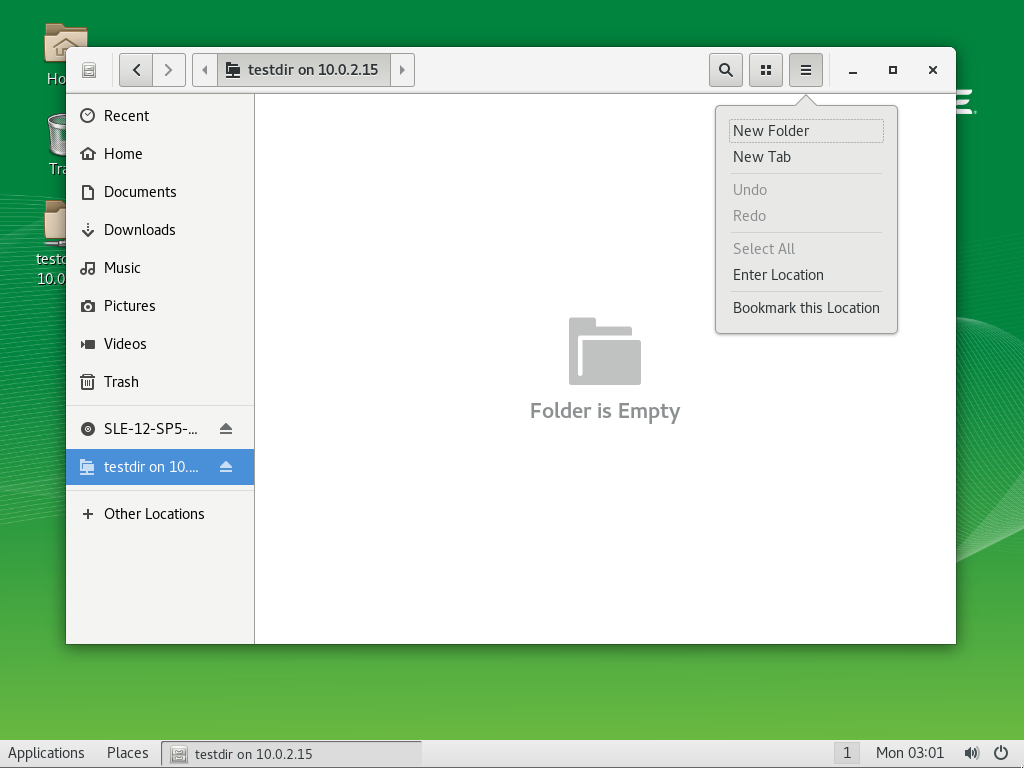 Ho
Tra
test
10.0
testdir on 10.0.2.15
Recent
Home
Documents
Downloads
Music
Pictures
Videos
Trash
SLE-12-SP5-...
testdir on 10....
Other Locations
Folder is Empty
New Folder
New Tab
Undo
Redo
Select All
Enter Location
Bookmark this Location
Applications
Places
testdir on 10.0.2.15
1
Mon 03:01